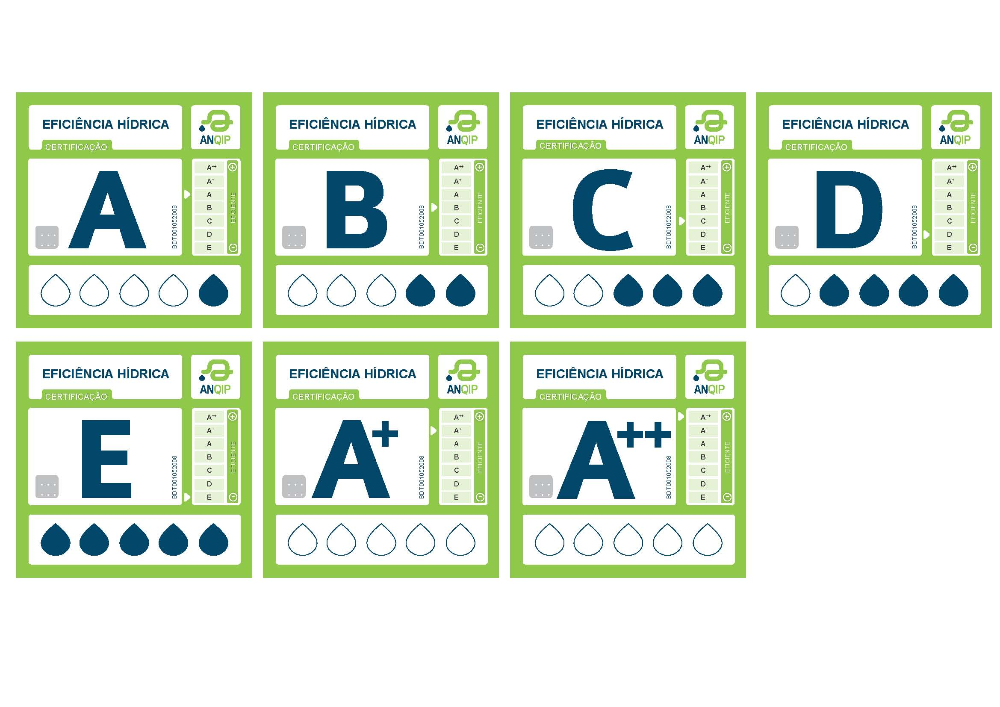 EFICIÊNCIA HÍDRICA
CERTIFICAÇÃO
ANQIP
A
BDT001052008
A++
A+
A
B
C
D
E
+
EFICIENTE
-
EFICIÊNCIA HÍDRICA
CERTIFICAÇÃO
ANQIP
B
BDT001052008
A++
A+
A
B
C
D
E
+
EFICIENTE
-
EFICIÊNCIA HÍDRICA
CERTIFICAÇÃO
ANQIP
C
BDT001052008
A++
A+
A
B
C
D
E
+
EFICIENTE
-
EFICIÊNCIA HÍDRICA
CERTIFICAÇÃO
ANQIP
D
BDT001052008
A++
A+
A
B
C
D
E
+
EFICIENTE
-
EFICIÊNCIA HÍDRICA
CERTIFICAÇÃO
ANQIP
E
BDT001052008
A++
A+
A
B
C
D
E
+
EFICIENTE
-
EFICIÊNCIA HÍDRICA
CERTIFICAÇÃO
ANQIP
A+
BDT001052008
A++
A+
A
B
C
D
E
+
EFICIENTE
-
EFICIÊNCIA HÍDRICA
CERTIFICAÇÃO
ANQIP
A++
BDT001052008
A++
A+
A
B
C
D
E
+
EFICIENTE
-